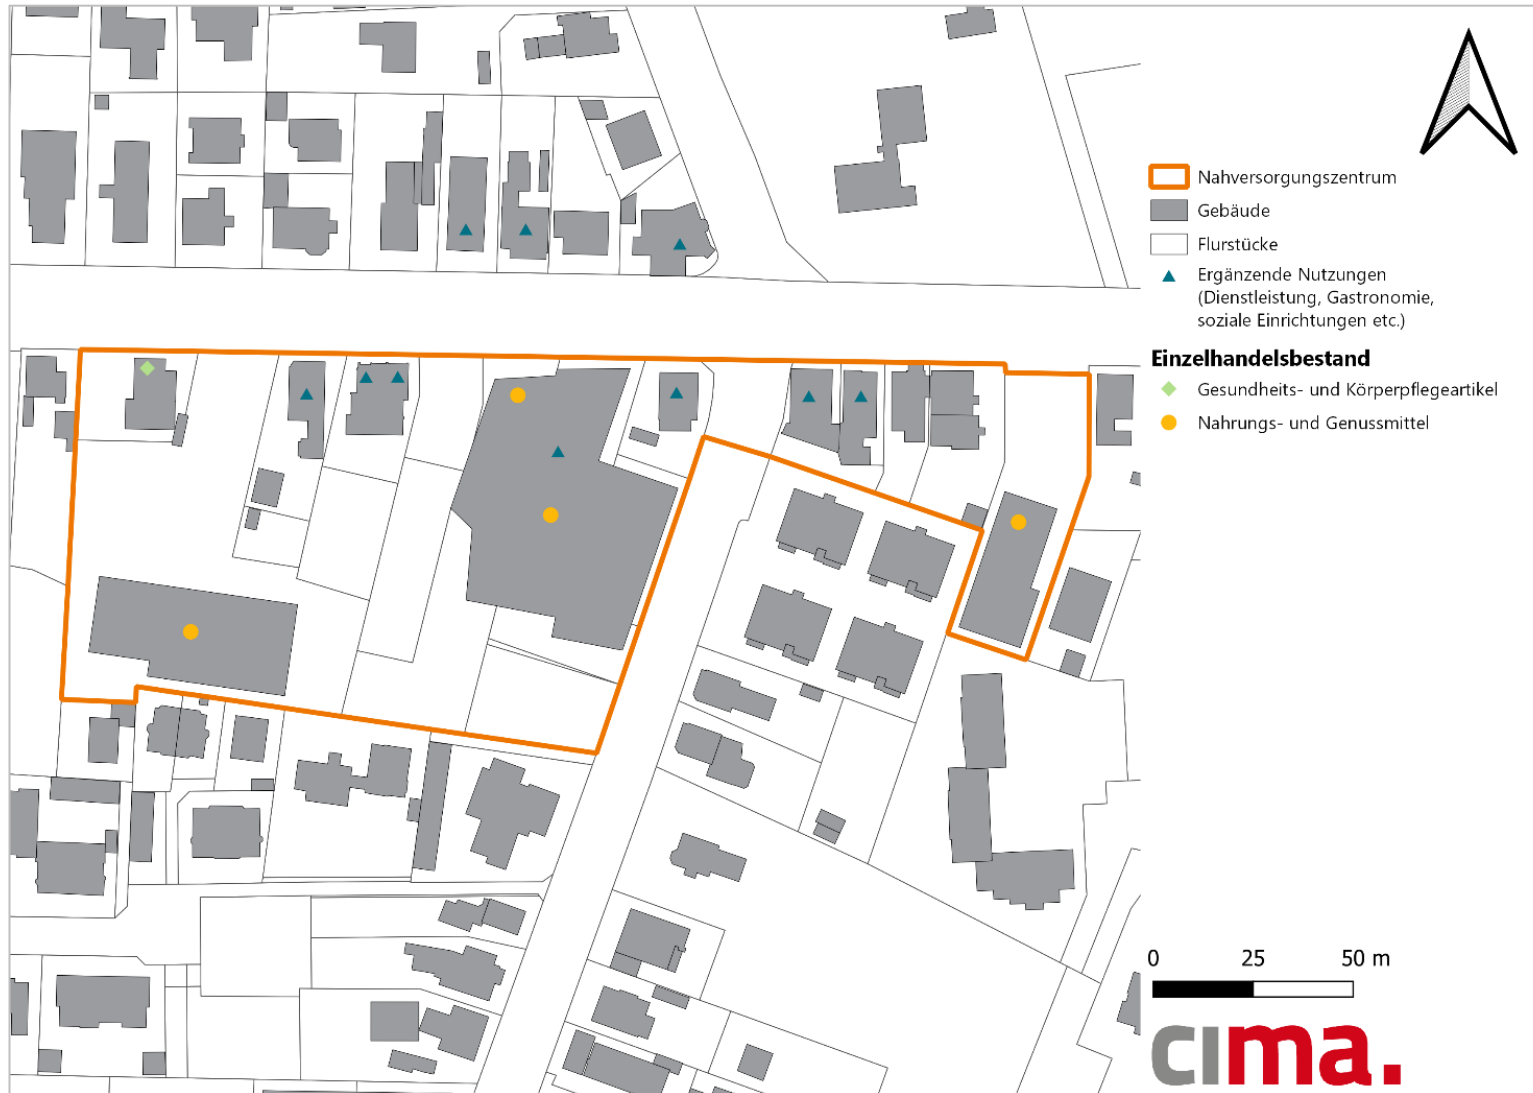 Nahversorgungszentrum
Gebäude
Flurstücke
Ergänzende Nutzungen
(Dienstleistung, Gastronomie,
soziale Einrichtungen etc.)
Einzelhandelsbestand
Gesundheits- und Körperpflegeartikel
Nahrungs- und Genussmittel
0 25 50 m
cima.